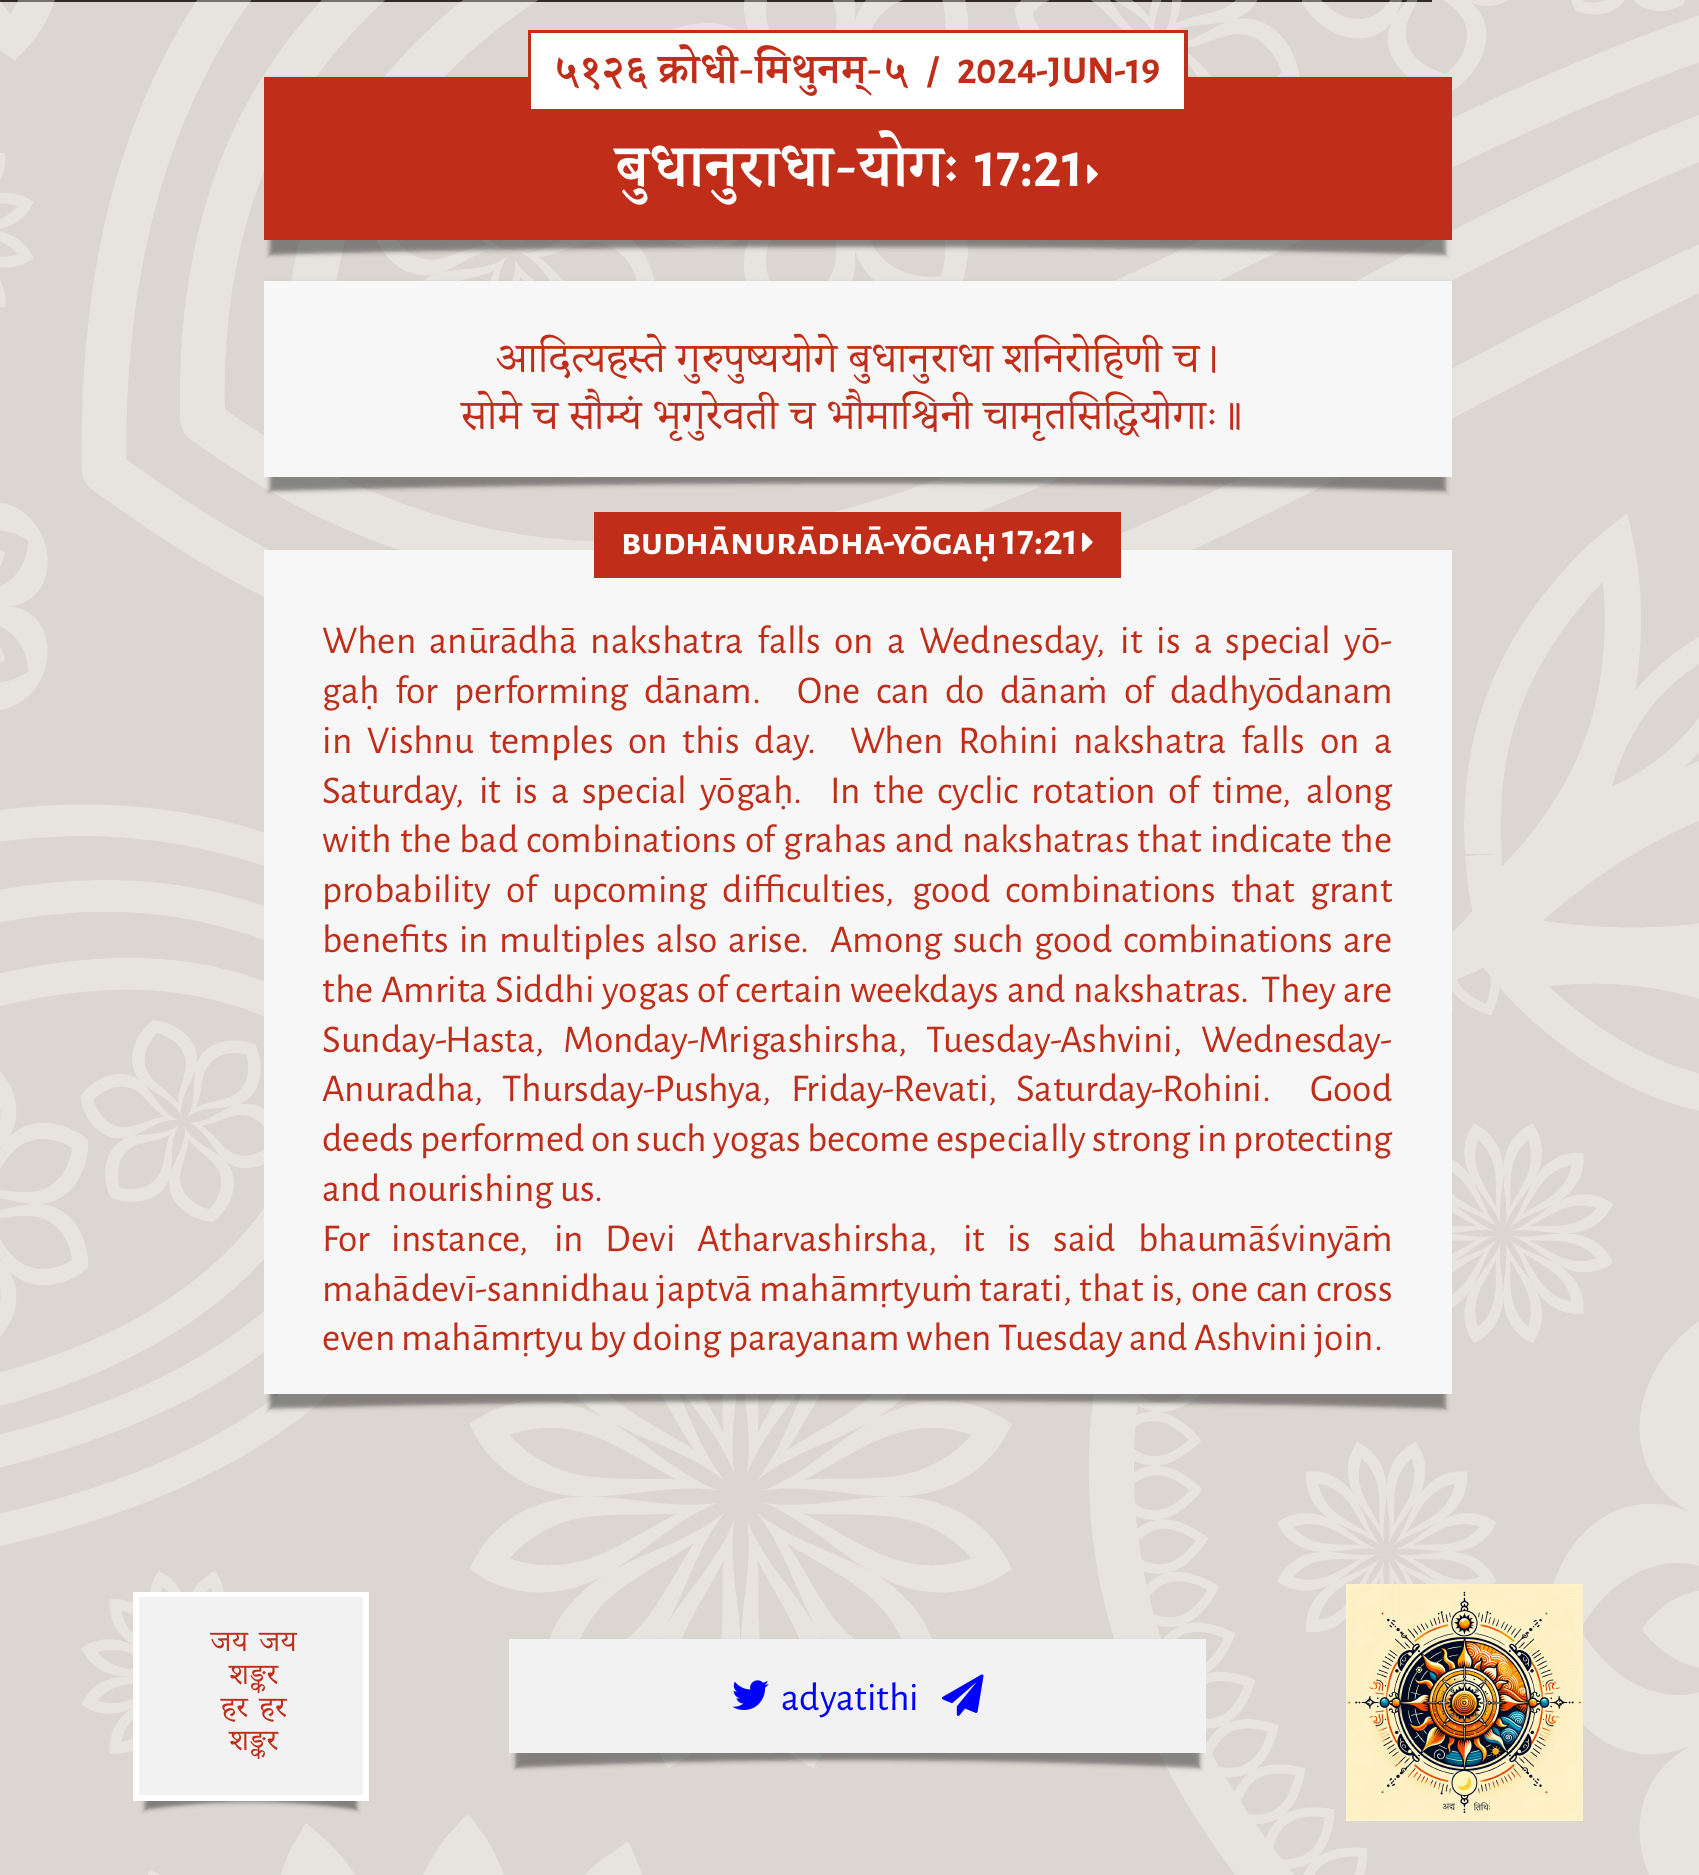 ५१२६ क्रोधी-मिथुनम्-५ / 2024-JUN-19
बुधानुराधा-योगः 17:21
आदित्यहस्ते गुरुपुष्ययोगे बुधानुराधा शनिरोहिणी च।
सोमे च सौम्यं भृगुरेवती च भौमाश्विनी चामृतसिद्धियोगाः॥
BUDHĀNURĀDHĀ-YŌGAḤ 17:21
When anūrādhā nakshatra falls on a Wednesday, it is a special yō-
gaḥ for performing dānam. One can do dānaṁ of dadhyōdanam
in Vishnu temples on this day. When Rohini nakshatra falls on a
Saturday, it is a special yōgaḥ. In the cyclic rotation of time, along
with the bad combinations of grahas and nakshatras that indicate the
probability of upcoming difficulties, good combinations that grant
benefits in multiples also arise. Among such good combinations are
the Amrita Siddhi yogas of certain weekdays and nakshatras. They are
Sunday-Hasta, Monday-Mrigashirsha, Tuesday-Ashvini, Wednesday-
Anuradha, Thursday-Pushya, Friday-Revati, Saturday-Rohini. Good
deeds performed on such yogas become especially strong in protecting
and nourishing us.
For instance, in Devi Atharvashirsha, it is said bhaumāśvinyāṁ
mahādevī-sannidhau japtvā mahāmṛtyuṁ tarati, that is, one can cross
even mahāmṛtyu by doing parayanam when Tuesday and Ashvini join.
जय जय
शङ्कर
हर हर
शङ्कर
adyatithi
अद्य तिथिः